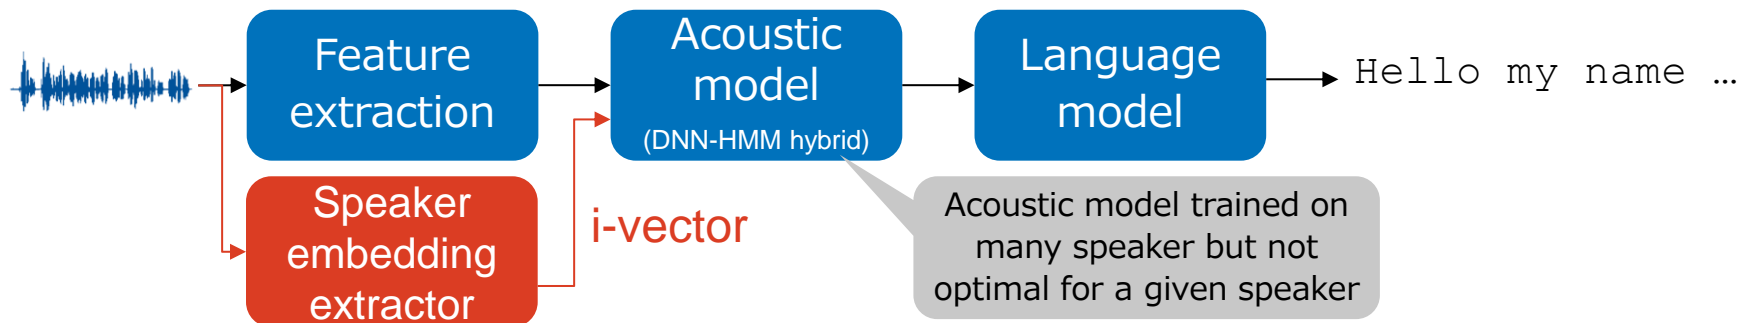 Feature
extraction
Acoustic
model
(DNN-HMM hybrid)
Language
model
Hello my name …
Speaker
embedding
extractor
i-vector
Acoustic model trained on
many speaker but not
optimal for a given speaker